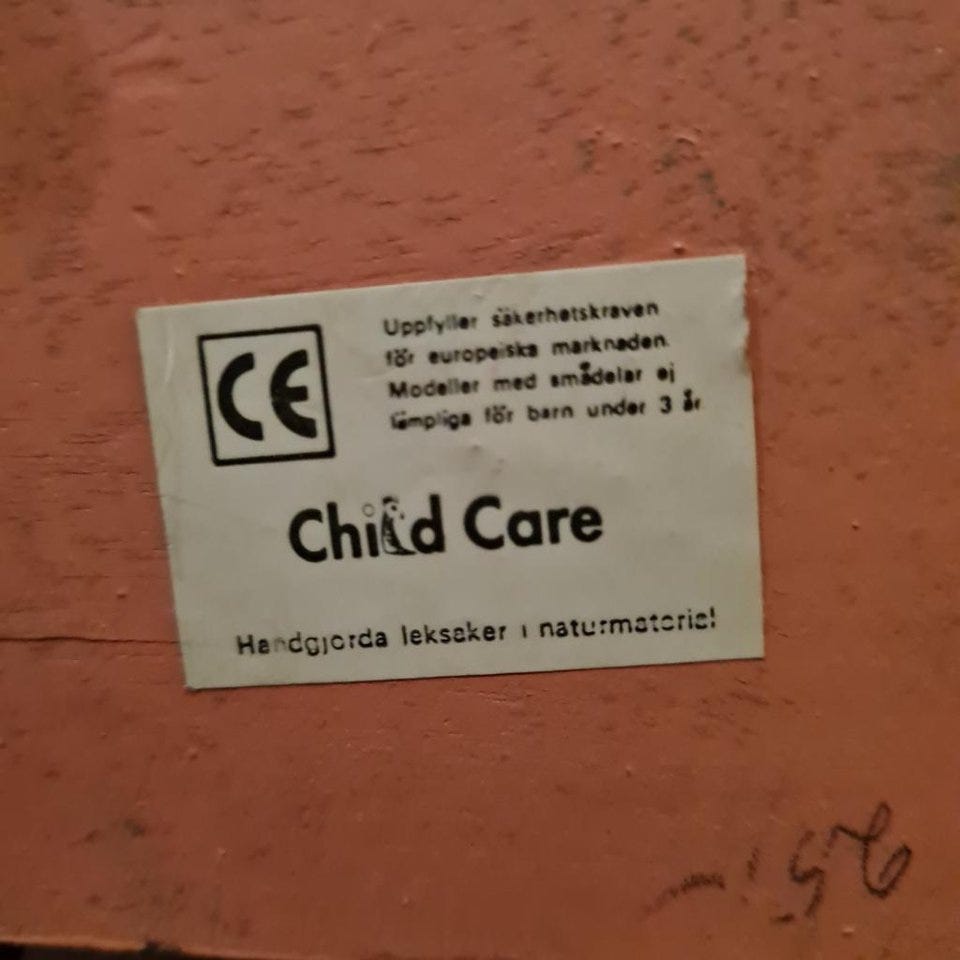 CE
Uppfyller säkerhetskraven
för europeiska marknaden.
Modeller med smådelar ej
lämpliga för barn under 3 år
Child Care
Handgjorda leksaker i naturmaterial